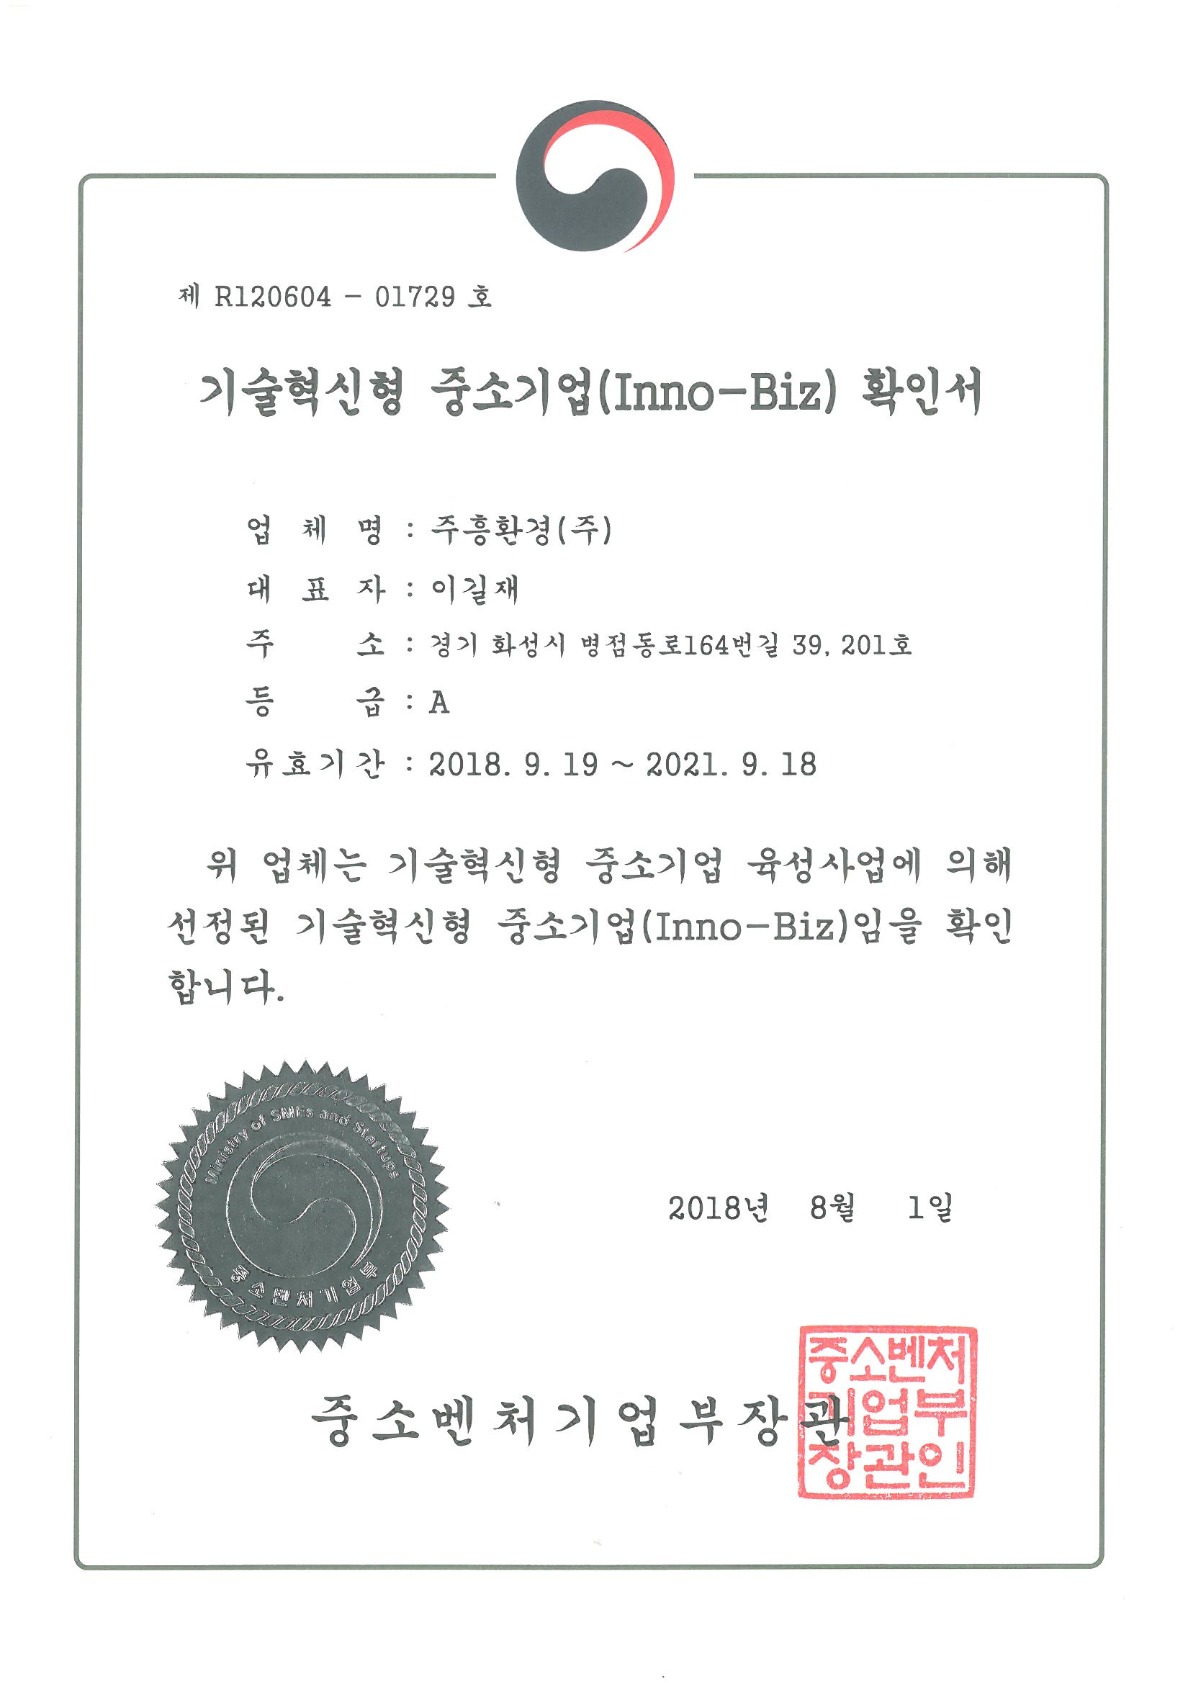 제 R120604 - 01729 호
기술혁신형 중소기업(Inno-Biz) 확인서
업 체 명 : 주흥환경(주)
대 표 자 : 이길재
주 소 : 경기 화성시 병점동로164번길 39, 201호
등 급 : A
유효기간 : 2018. 9. 19 ~ 2021. 9. 18
위 업체는 기술혁신형 중소기업 육성사업에 의해
선정된 기술혁신형 중소기업(Inno-Biz)임을 확인
합니다.
Ministry of SMEs and Startups
중소벤처기업부
2018년 8월 1일
중소벤처기업부장관
중소벤처
기업부
장관인